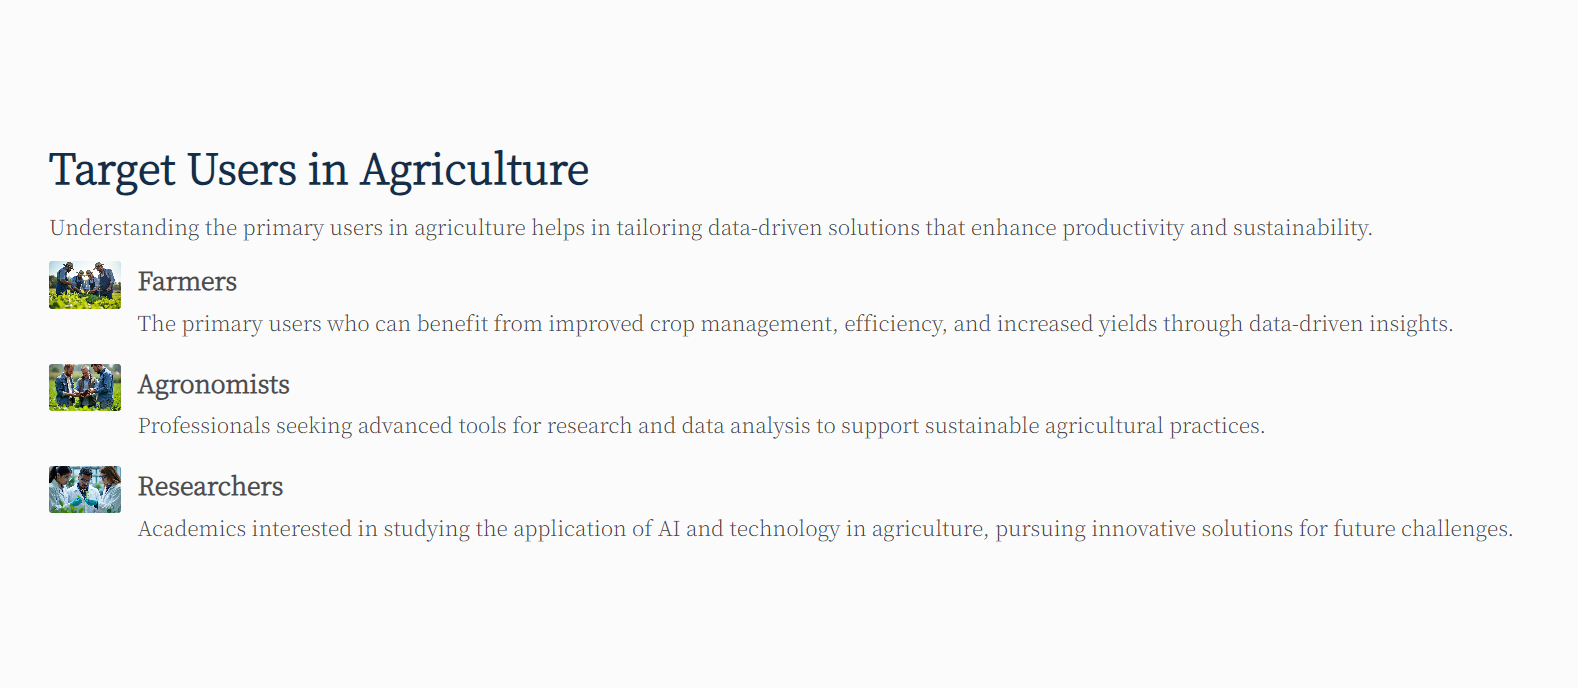 Target Users in Agriculture
Understanding the primary users in agriculture helps in tailoring data-driven solutions that enhance productivity and sustainability.
Farmers
The primary users who can benefit from improved crop management, efficiency, and increased yields through data-driven insights.
Agronomists
Professionals seeking advanced tools for research and data analysis to support sustainable agricultural practices.
Researchers
Academics interested in studying the application of AI and technology in agriculture, pursuing innovative solutions for future challenges.